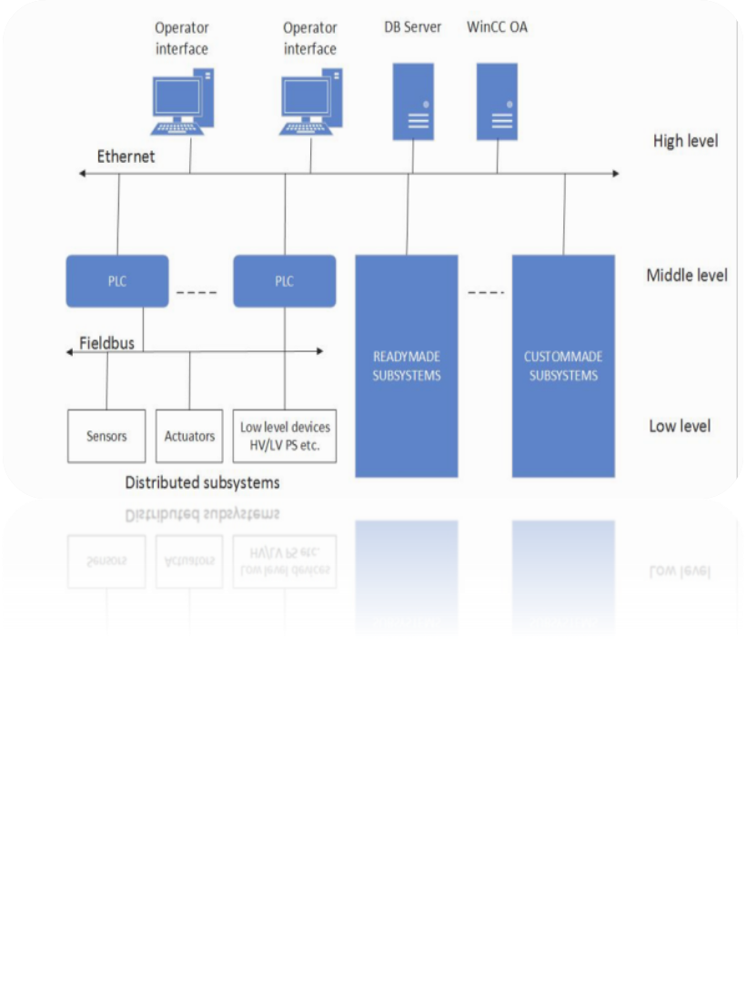 Operator
interface
Operator
interface
DB Server
WinCC OA
High level
Ethernet
PLC
PLC
Middle level
Fieldbus
READYMADE
SUBSYSTEMS
CUSTOMMADE
SUBSYSTEMS
Sensors
Actuators
Low level devices
HV/LV PS etc.
Low level
Distributed subsystems